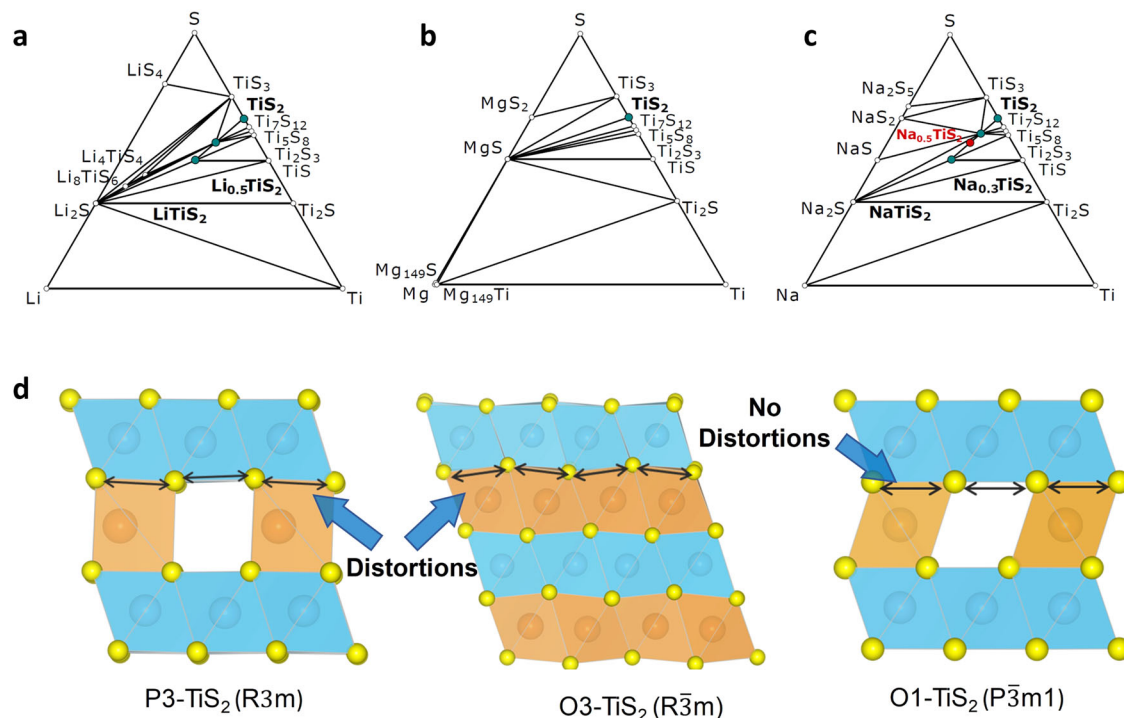 a
S
LiS₄
TiS₃
TiS₂
Ti₇S₁₂
Ti₅S₈
Li₄TiS₄
Ti₂S₃
Li₈TiS₆
TiS
Li₀.₅TiS₂
Li₂S
LiTiS₂
Ti₂S
Li
Ti
b
S
TiS₃
MgS₂
TiS₂
Ti₇S₁₂
Ti₅S₈
MgS
Ti₂S₃
TiS
Ti₂S
Mg₁₄₉S
Mg
Mg₁₄₉Ti
Ti
c
S
Na₂S₅
TiS₃
TiS₂
NaS₂
Ti₇S₁₂
Na₀.₅TiS₂
Ti₅S₈
NaS
Ti₂S₃
TiS
Na₀.₃TiS₂
Na₂S
NaTiS₂
Ti₂S
Na
Ti
d
No
Distortions
Distortions
P3-TiS₂ (R3m)
O3-TiS₂ (R3̅m)
O1-TiS₂ (P3̅m1)